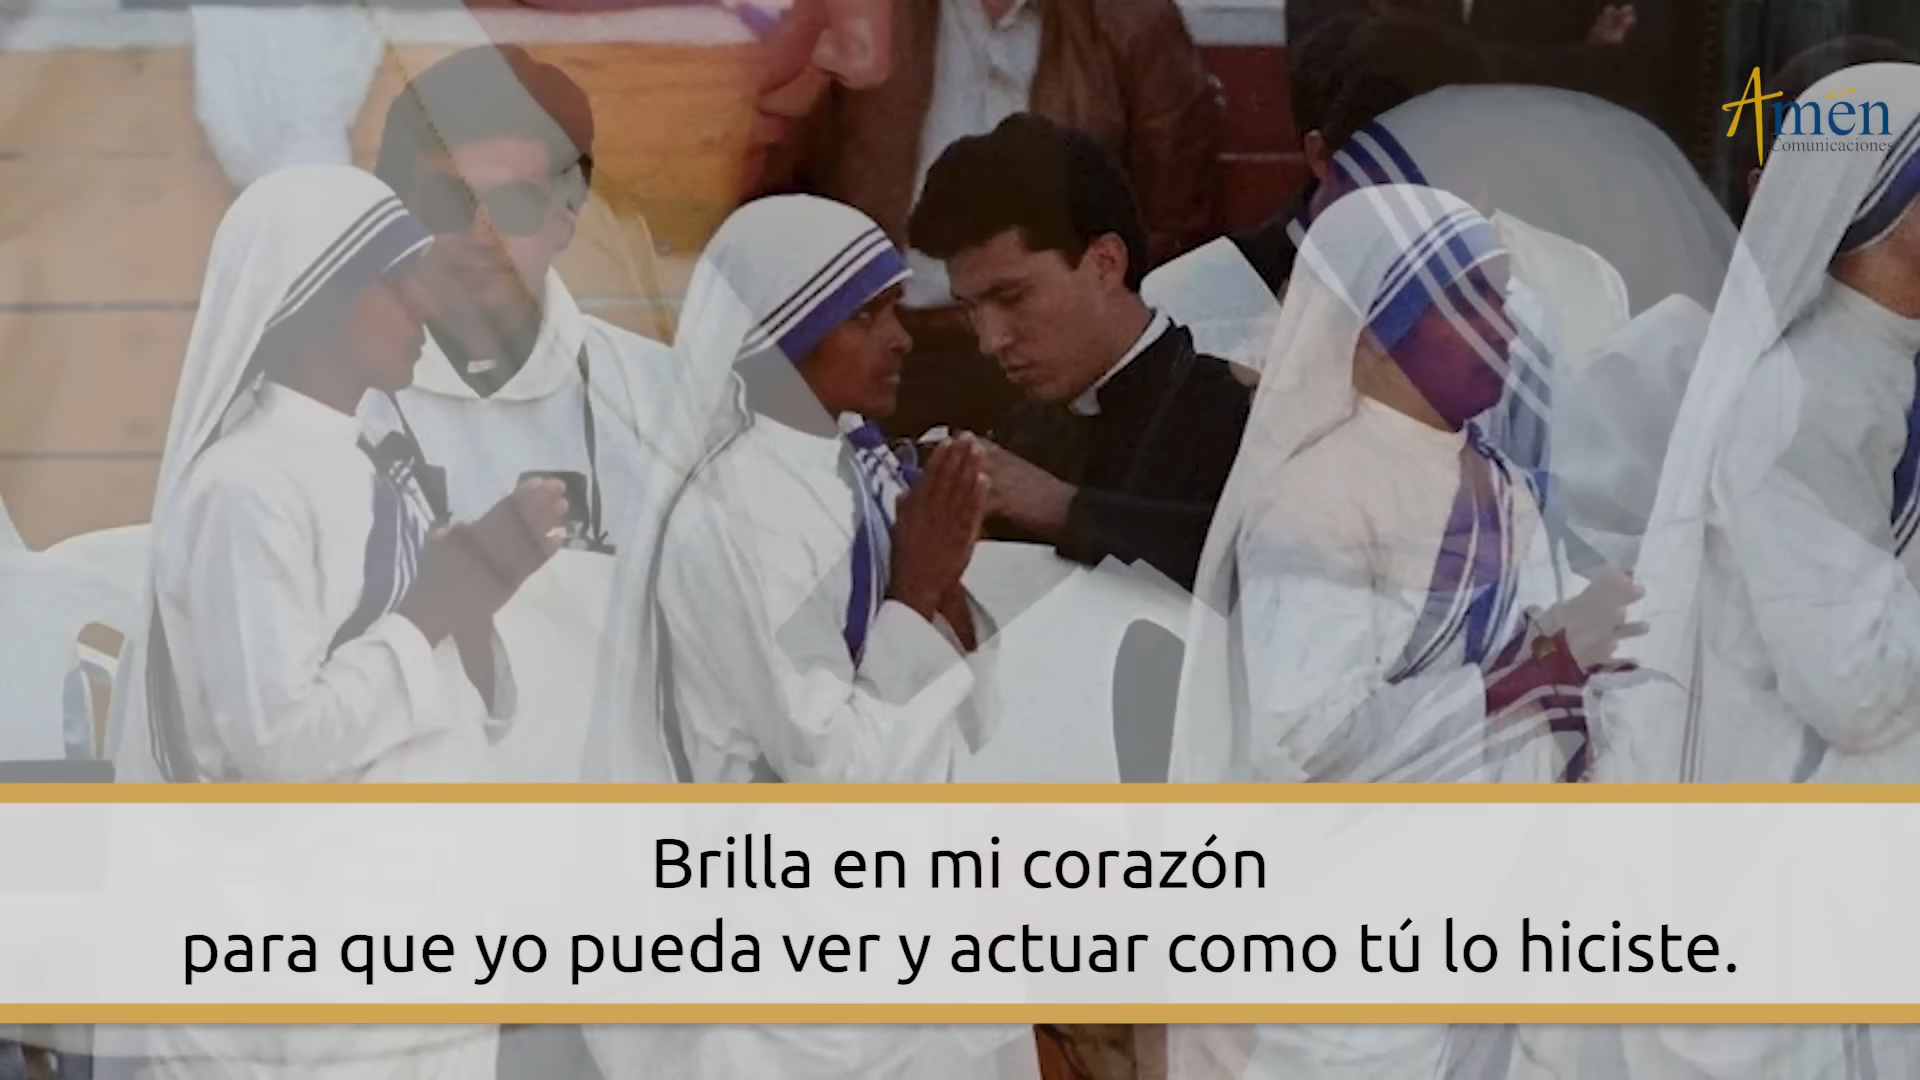 Amén
Comunicaciones
Brilla en mi corazón
para que yo pueda ver y actuar como tú lo hiciste.